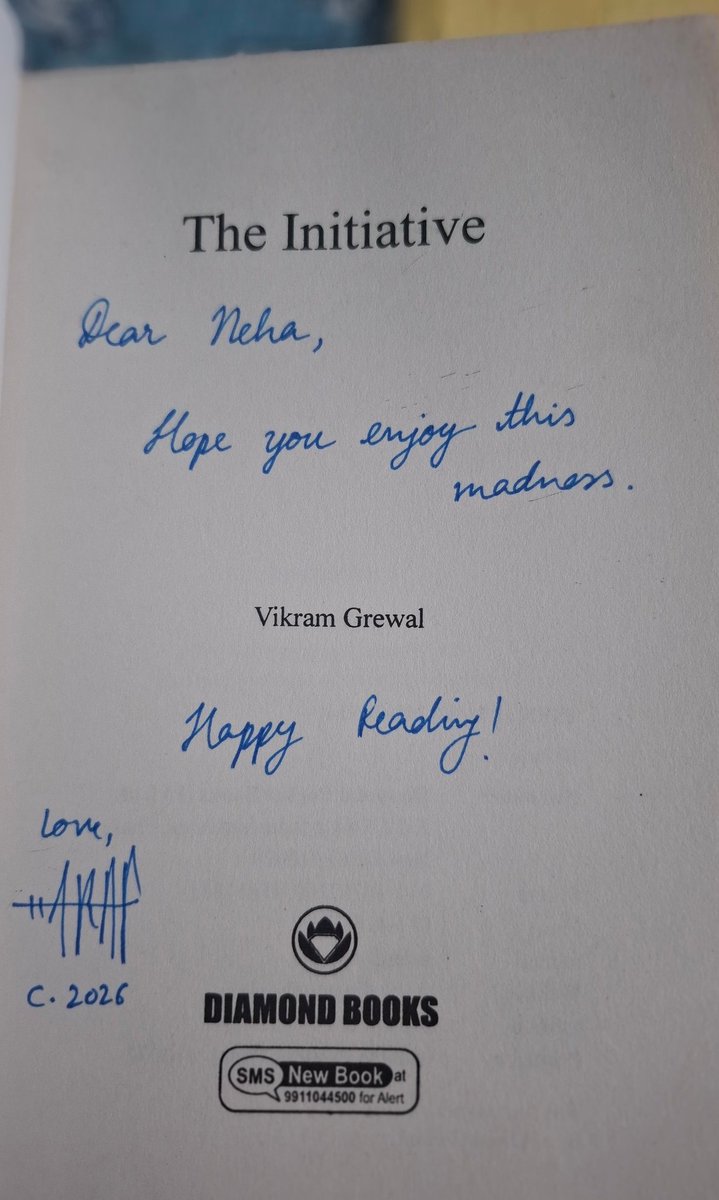 The Initiative
Dear Neha,
Hope you enjoy this
madness.
Vikram Grewal
Happy Reading!
Love,
C. 2026
DIAMOND BOOKS
SMS New Book at
9911044500 for Alert